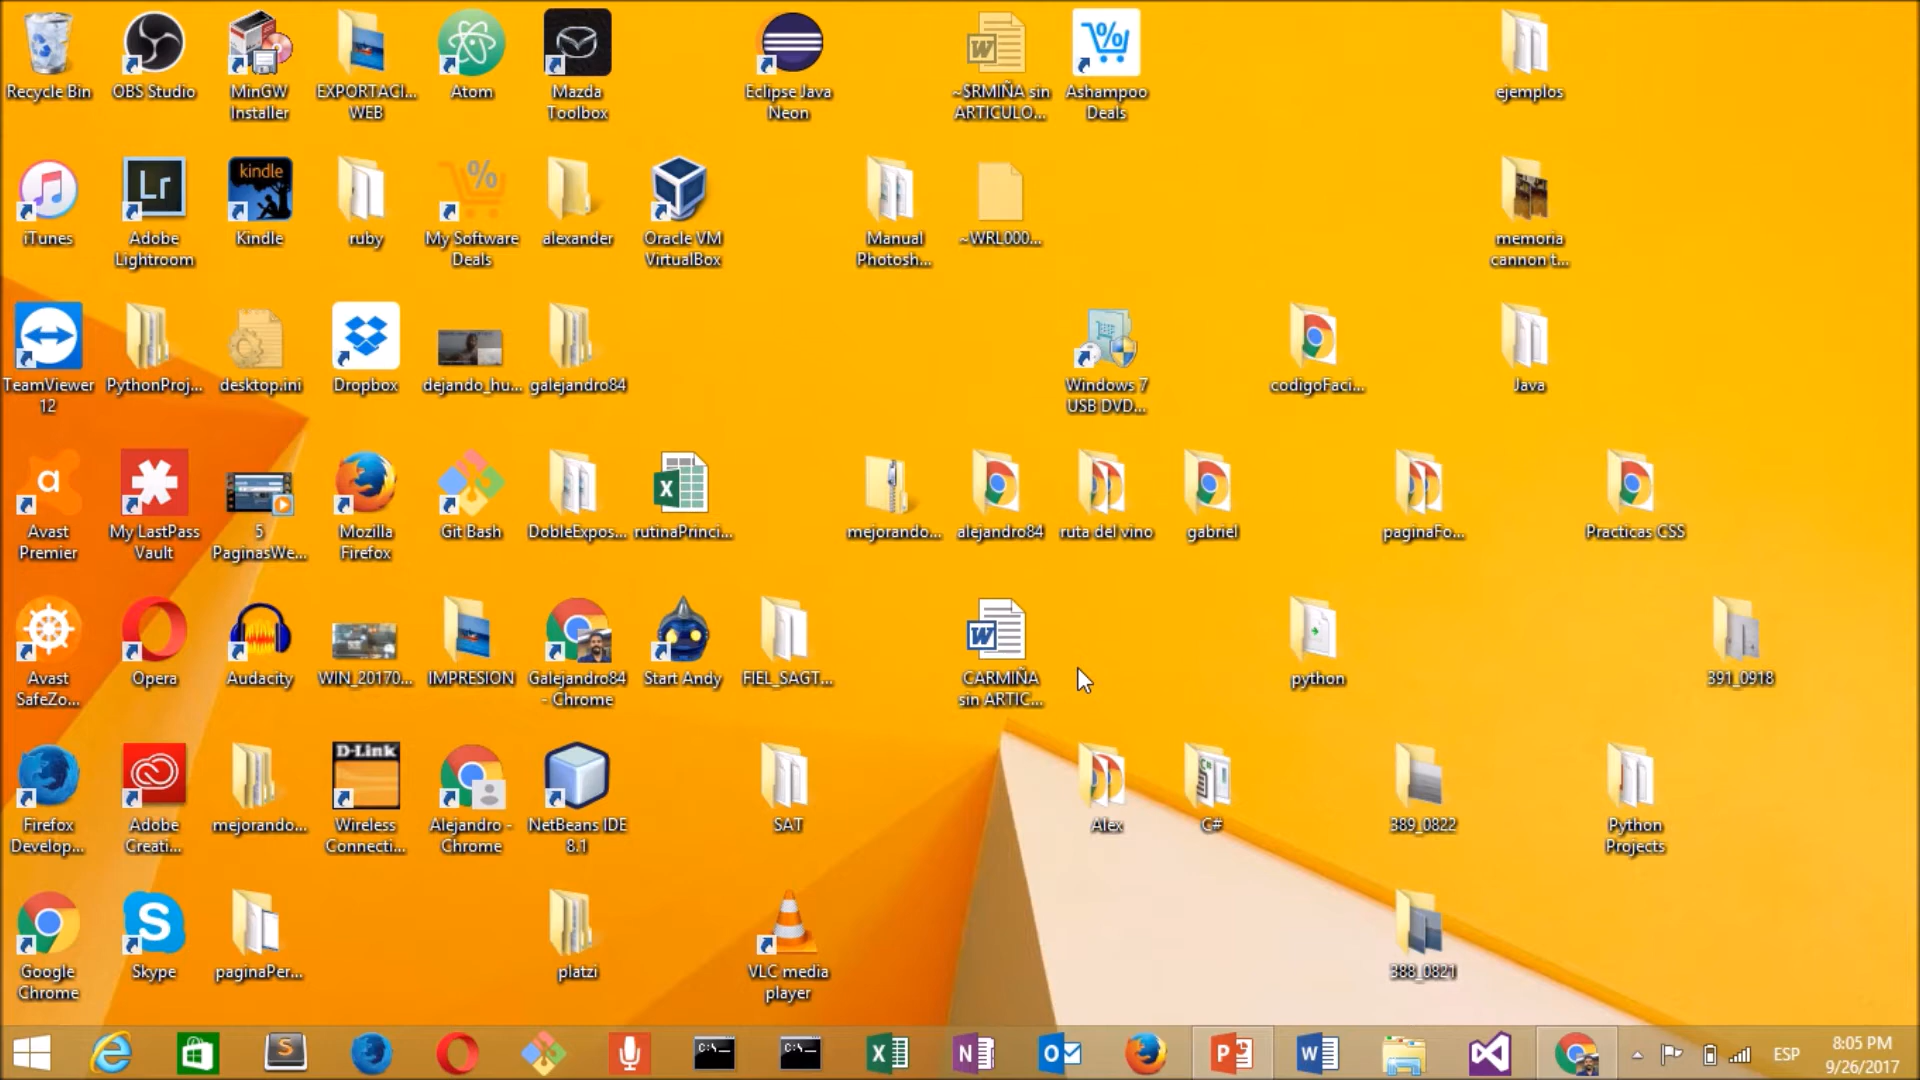 Recycle Bin
OBS Studio
MinGW
Installer
EXPORTACI...
WEB
Atom
Mazda
Toolbox
Eclipse Java
Neon
~SRMIÑA sin
ARTICULO...
Ashampoo
Deals
ejemplos
iTunes
Lr
Adobe
Lightroom
kindle
Kindle
ruby
My Software
Deals
alexander
Oracle VM
VirtualBox
Manual
Photosh...
~WRL000...
memoria
cannon t...
TeamViewer
12
PythonProj...
desktop.ini
Dropbox
dejando_hu...
galejandro84
Windows 7
USB DVD...
codigoFaci...
Java
Avast
Premier
My LastPass
Vault
5
PaginasWe...
Mozilla
Firefox
Git Bash
DobleExpos...
rutinaPrinci...
mejorando...
alejandro84
ruta del vino
gabriel
paginaFo...
Practicas CSS
Avast
SafeZo...
Opera
Audacity
WIN_20170...
IMPRESION
Galejandro84
- Chrome
Start Andy
FIEL_SAGT...
CARMIÑA
sin ARTIC...
python
391_0918
Firefox
Develop...
Adobe
Creati...
mejorando...
D-Link
Wireless
Connecti...
Alejandro -
Chrome
NetBeans IDE
8.1
SAT
Alex
C#
389_0822
Python
Projects
Google
Chrome
Skype
paginaPer...
platzi
VLC media
player
388_0821
ESP
8:05 PM
9/26/2017